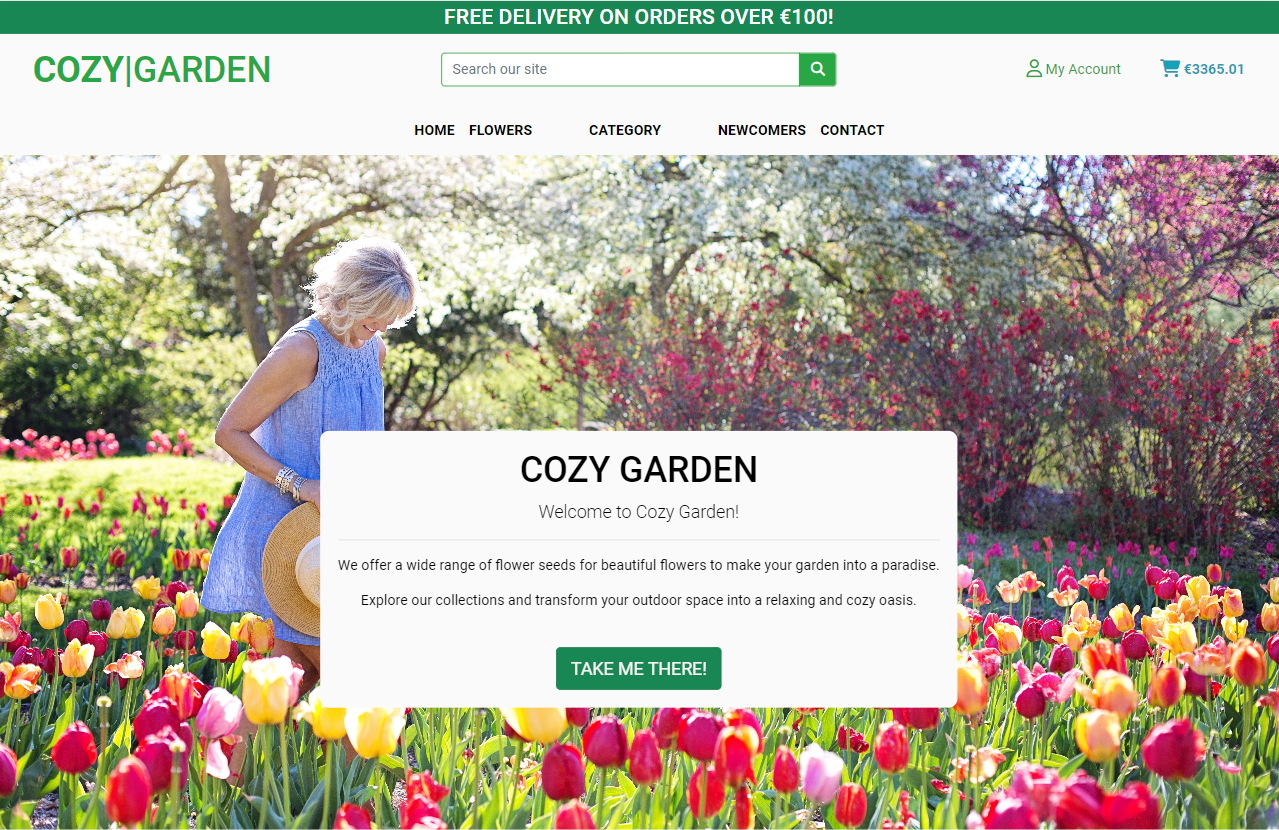 FREE DELIVERY ON ORDERS OVER €100!
COZY|GARDEN
Search our site
My Account
€3365.01
HOME FLOWERS CATEGORY NEWCOMERS CONTACT
COZY GARDEN
Welcome to Cozy Garden!
We offer a wide range of flower seeds for beautiful flowers to make your garden into a paradise.
Explore our collections and transform your outdoor space into a relaxing and cozy oasis.
TAKE ME THERE!